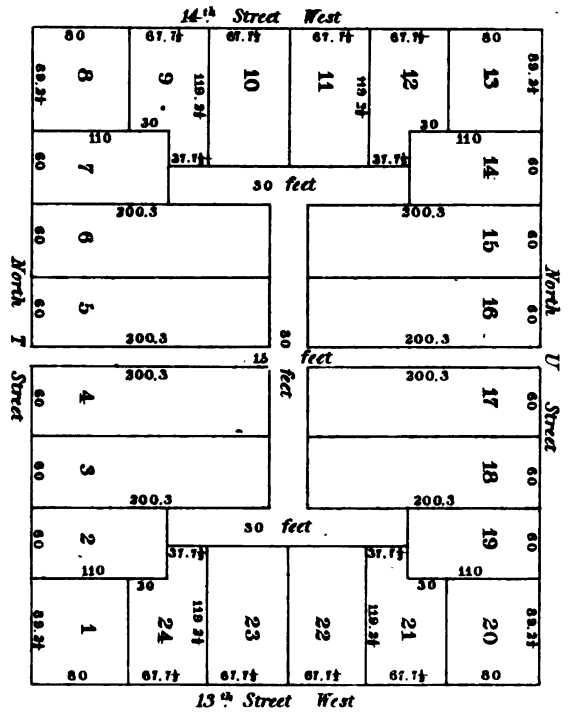 14th Street West
80 67.7½ 67.7½ 67.7½ 67.7½ 80
89.2½ 8 9 119.2½ 10 11 119.2½ 12 13 89.2½
30 30
110 110
60 7 37.7½ 37.7½ 14 60
30 feet
200.3 200.3
60 6 15 60
North T Street
North U Street
60 5 16 60
200.3 30 feet 200.3
15 feet
200.3 200.3
60 4 17 60
60 3 18 60
200.3 200.3
30 feet
60 2 37.7½ 37.7½ 19 60
110 110
30 30
89.2½ 1 24 119.2½ 23 22 119.2½ 21 20 89.2½
80 67.7½ 67.7½ 67.7½ 67.7½ 80
13th Street West